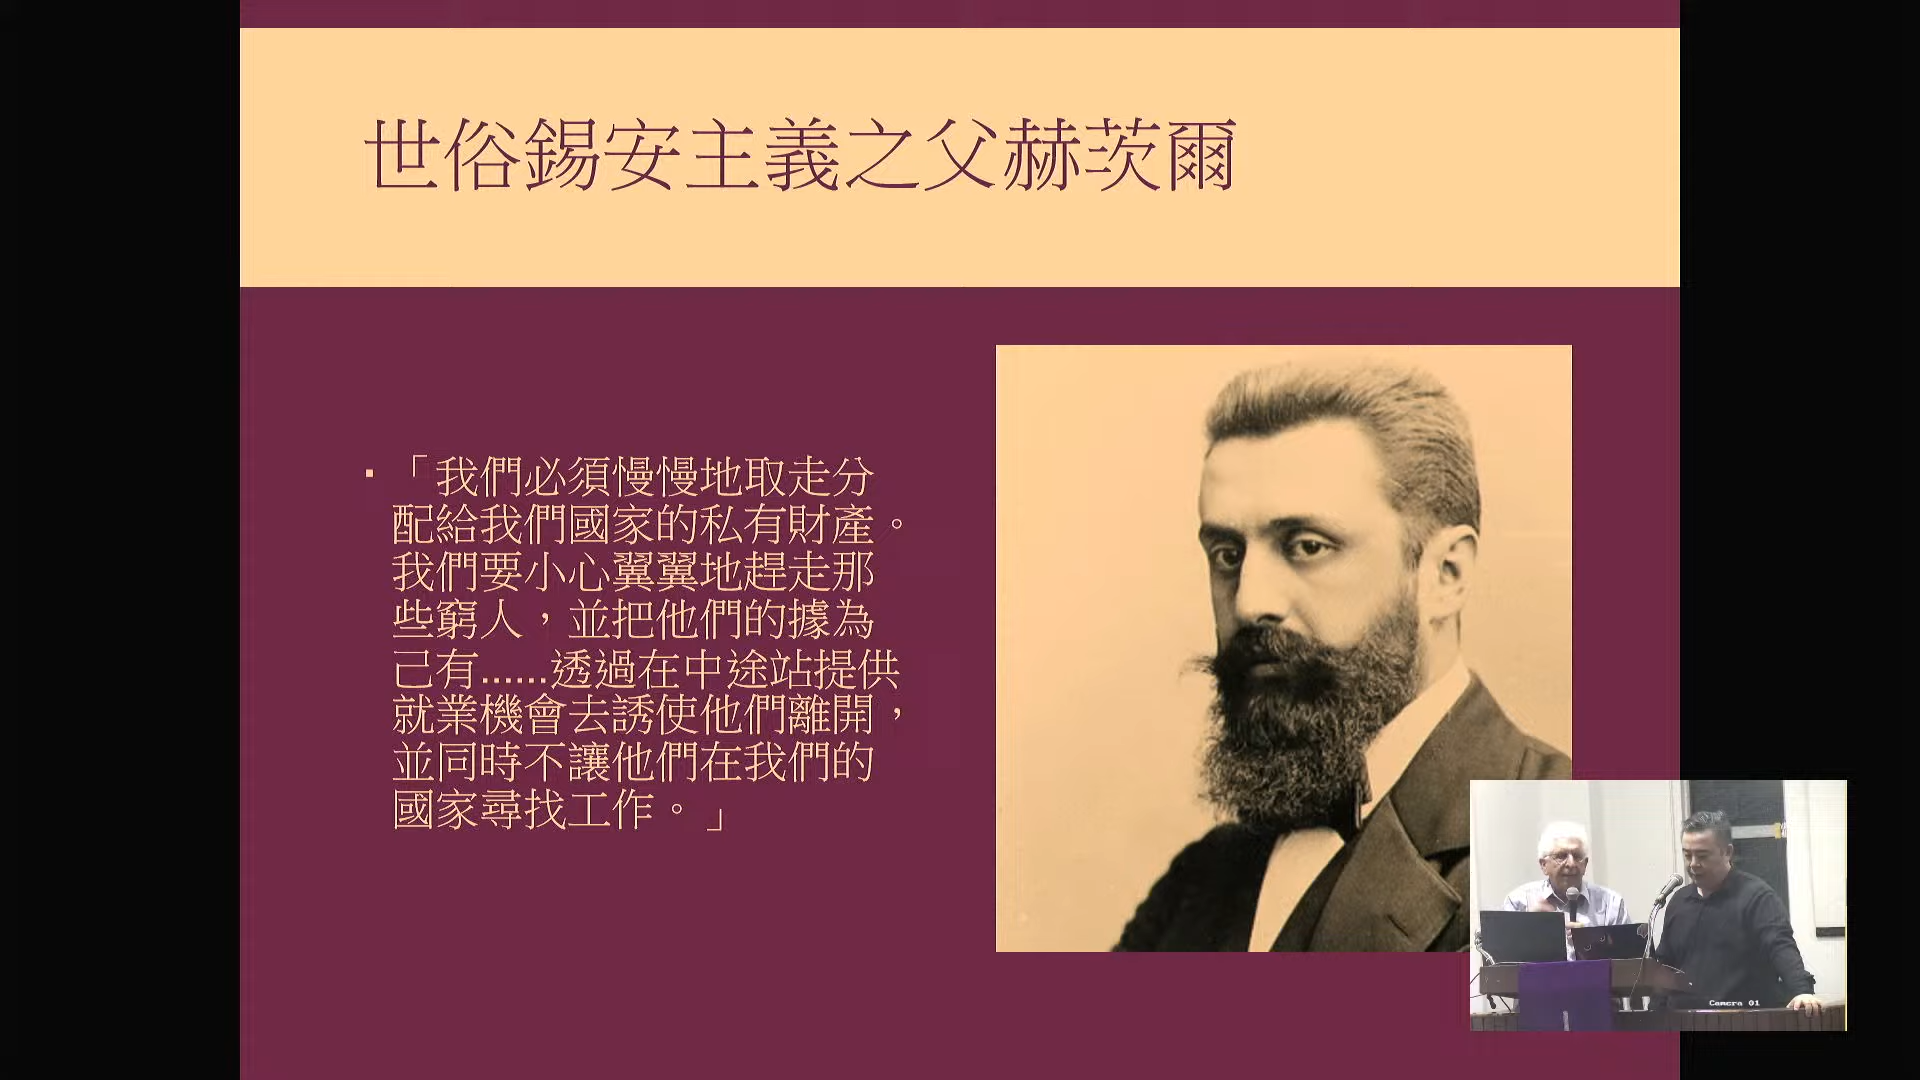 世俗錫安主義之父赫茨爾
▪「我們必須慢慢地取走分
配給我們國家的私有財產。
我們要小心翼翼地趕走那
些窮人，並把他們的據為
己有......透過在中途站提供
就業機會去誘使他們離開，
並同時不讓他們在我們的
國家尋找工作。」
Camera 01